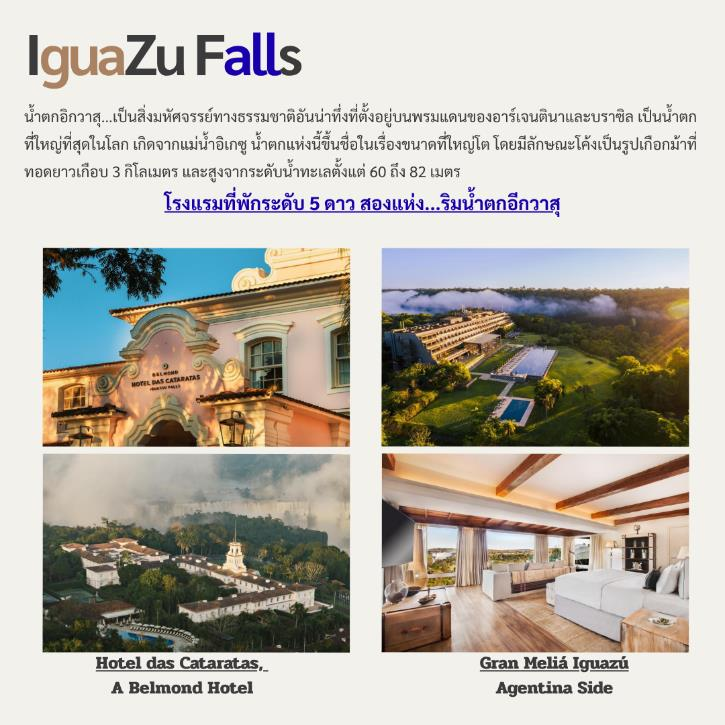 IguaZu Falls
น้ำตกอิกวาสุ...เป็นสิ่งมหัศจรรย์ทางธรรมชาติอันน่าทึ่งที่ตั้งอยู่บนพรมแดนของอาร์เจนตินาและบราซิล เป็นน้ำตก
ที่ใหญ่ที่สุดในโลก เกิดจากแม่น้ำอิเกซู น้ำตกแห่งนี้ขึ้นชื่อในเรื่องขนาดที่ใหญ่โต โดยมีลักษณะโค้งเป็นรูปเกือกม้าที่
ทอดยาวเกือบ 3 กิโลเมตร และสูงจากระดับน้ำทะเลตั้งแต่ 60 ถึง 82 เมตร
โรงแรมที่พักระดับ 5 ดาว สองแห่ง...ริมน้ำตกอีกวาสุ
BELMOND
HOTEL DAS CATARATAS
IGUASSU FALLS
Hotel das Cataratas,
A Belmond Hotel
Gran Meliá Iguazú
Agentina Side